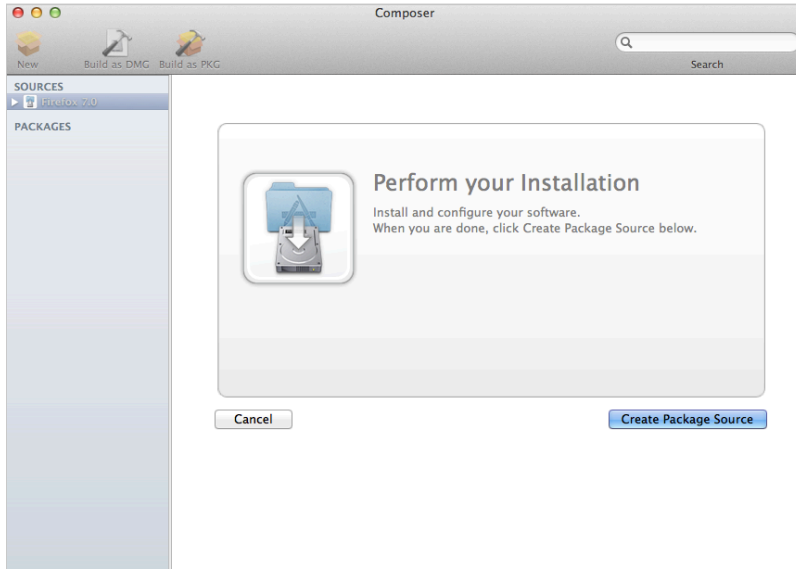 Composer
New
Build as DMG
Build as PKG
Search
SOURCES
Firefox 7.0
PACKAGES
Perform your Installation
Install and configure your software.
When you are done, click Create Package Source below.
Cancel
Create Package Source